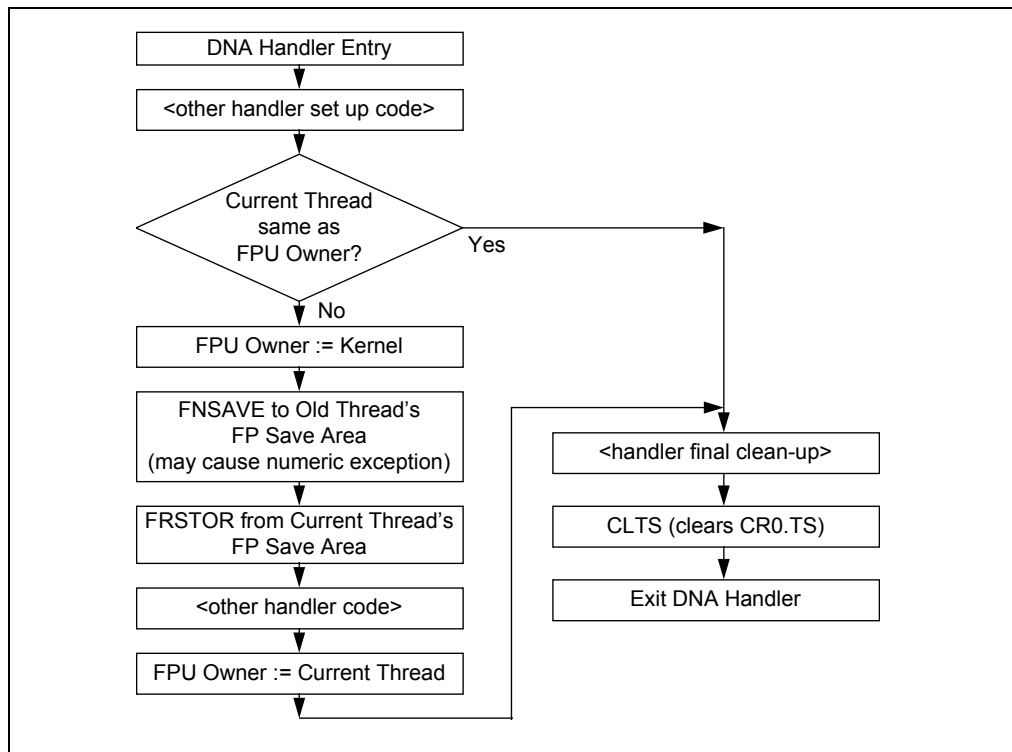 DNA Handler Entry
<other handler set up code>
Current Thread
same as
FPU Owner?
Yes
No
FPU Owner := Kernel
FNSAVE to Old Thread’s
FP Save Area
(may cause numeric exception)
FRSTOR from Current Thread’s
FP Save Area
<other handler code>
FPU Owner := Current Thread
<handler final clean-up>
CLTS (clears CR0.TS)
Exit DNA Handler